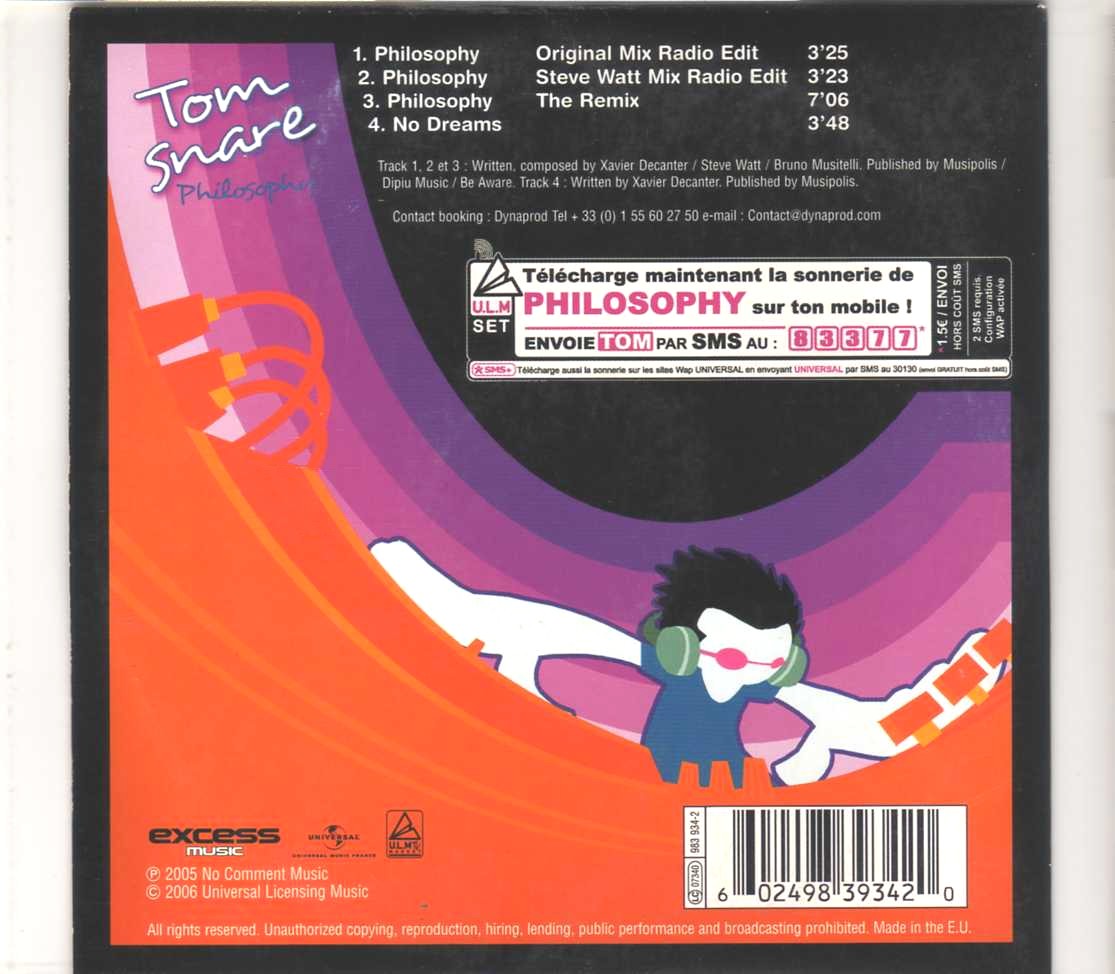 Tom
Snare
Philosophy
1. Philosophy Original Mix Radio Edit 3'25
2. Philosophy Steve Watt Mix Radio Edit 3'23
3. Philosophy The Remix 7'06
4. No Dreams 3'48
Track 1, 2 et 3 : Written, composed by Xavier Decanter / Steve Watt / Bruno Musitelli. Published by Musipolis /
Dipiu Music / Be Aware. Track 4 : Written by Xavier Decanter. Published by Musipolis.
Contact booking : Dynaprod Tel + 33 (0) 1 55 60 27 50 e-mail : Contact@dynaprod.com
U.L.M
SET
Télécharge maintenant la sonnerie de
PHILOSOPHY sur ton mobile !
ENVOIE TOM PAR SMS AU : 83377*
*1.5€ / ENVOI
HORS COÛT SMS
2 SMS requis.
Configuration
WAP activée
SMS+ Télécharge aussi la sonnerie sur les sites Wap UNIVERSAL en envoyant UNIVERSAL par SMS au 30130 (envoi GRATUIT hors coût SMS)
excess
MUSIC
UNIVERSAL
UNIVERSAL MUSIC FRANCE
U.L.M
℗ 2005 No Comment Music
© 2006 Universal Licensing Music
LC 07340
983 934-2
6 02498 39342 0
All rights reserved. Unauthorized copying, reproduction, hiring, lending, public performance and broadcasting prohibited. Made in the E.U.